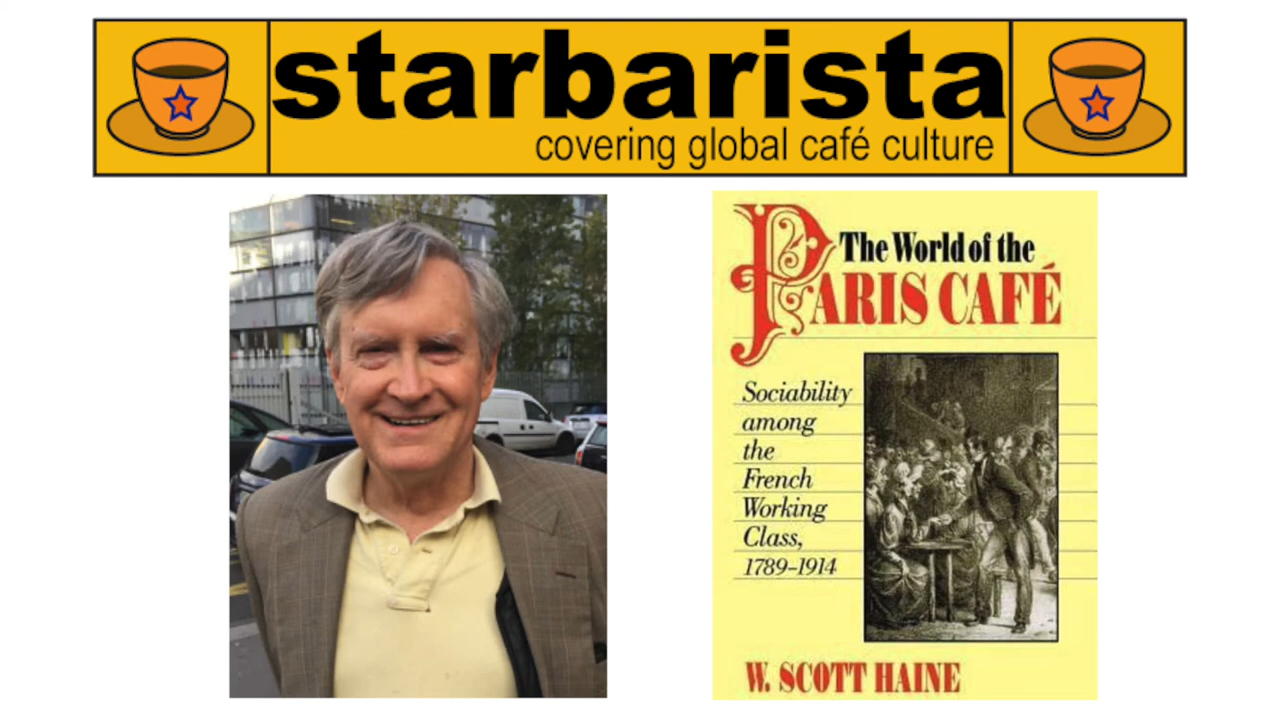 starbarista
covering global café culture
The World of the
PARIS CAFÉ
Sociability
among
the
French
Working
Class,
1789–1914
W. SCOTT HAINE